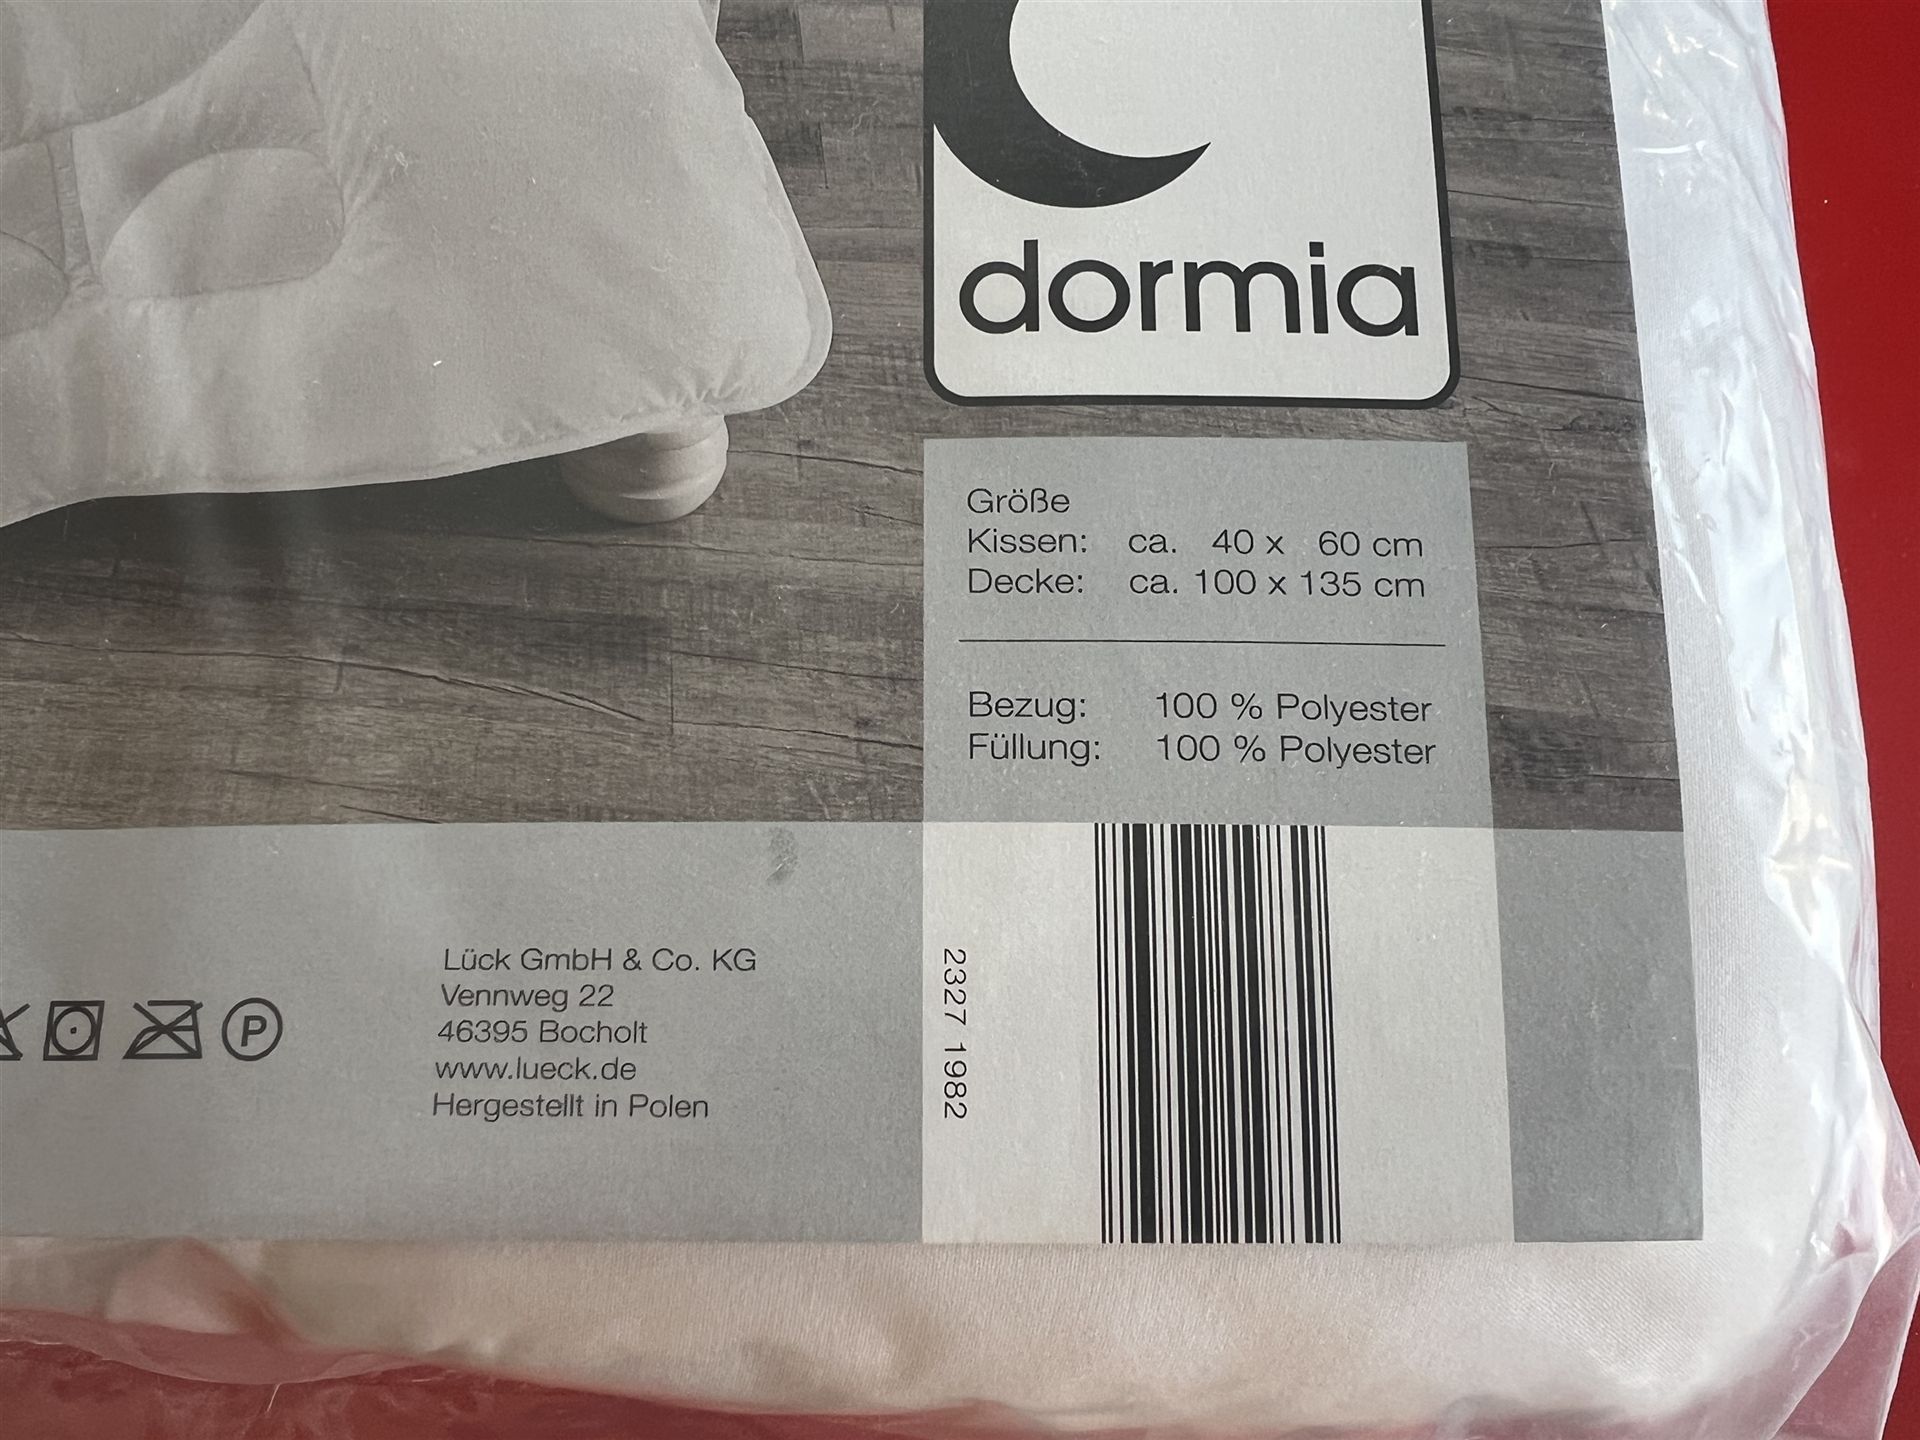 dormia
Größe
Kissen: ca. 40 x 60 cm
Decke: ca. 100 x 135 cm
Bezug: 100 % Polyester
Füllung: 100 % Polyester
Lück GmbH & Co. KG
Vennweg 22
46395 Bocholt
www.lueck.de
Hergestellt in Polen
P
2327 1982